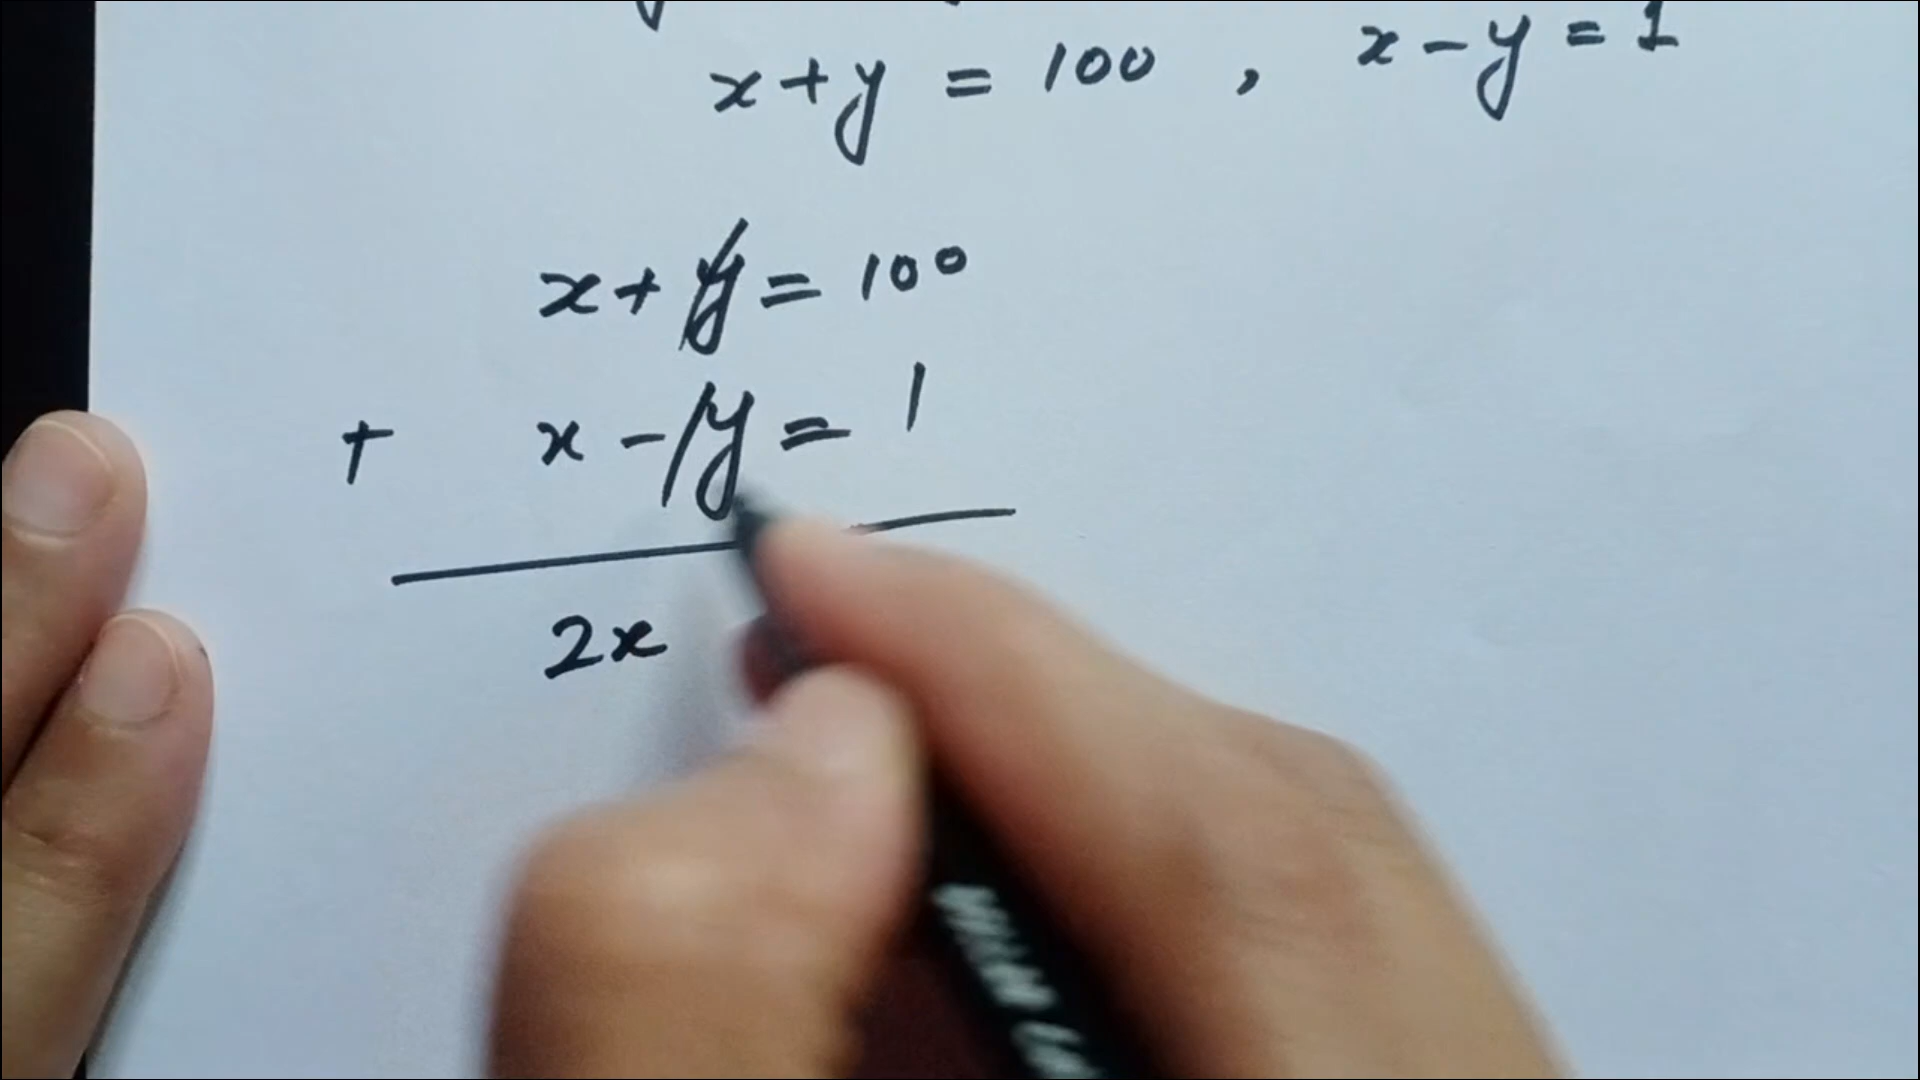 x + y = 100 , x - y = 1
x + y = 100
+ x - y = 1
2x